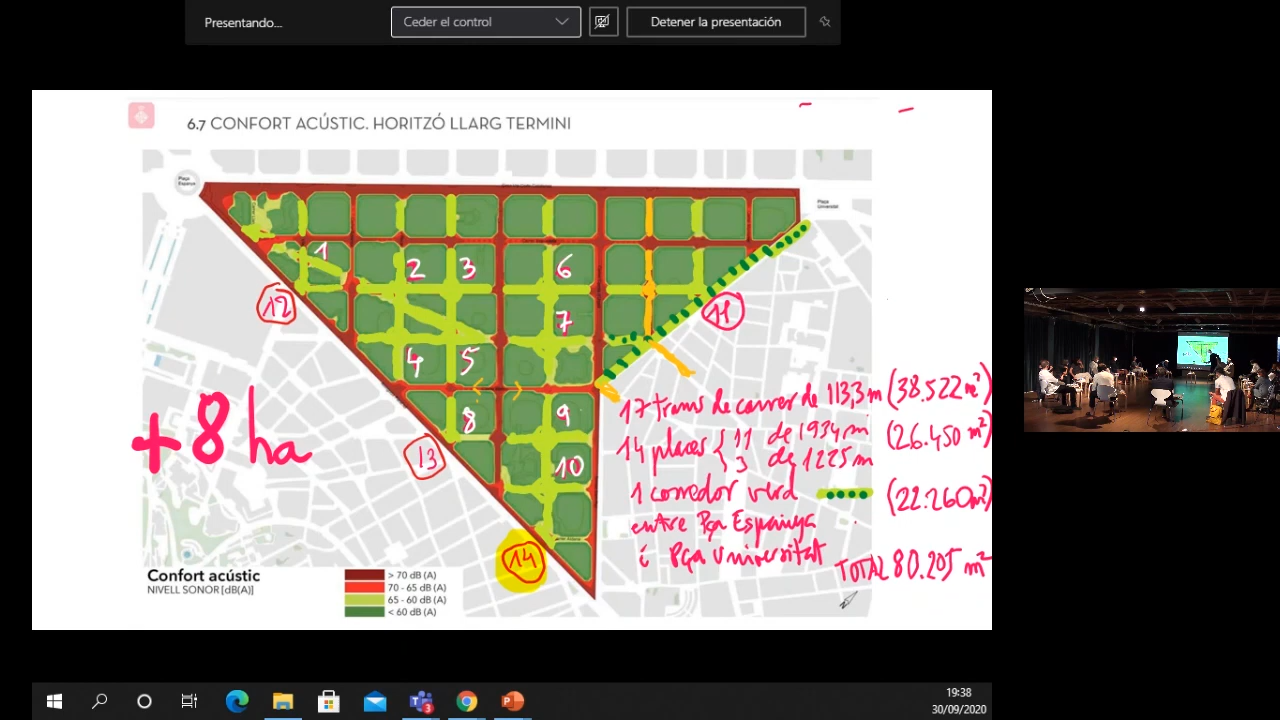 Presentando...
Ceder el control
Detener la presentación
6.7 CONFORT ACÚSTIC. HORITZÓ LLARG TERMINI
Plaça
Espanya
Plaça
Universitat
1
2
3
6
12
7
11
4
5
8
9
13
10
14
+8 ha
17 trams de carrer de 113,3 m (38.522 m²)
14 places { 11 de 1934 m
3 de 1225 m
(26.450 m²)
1 corredor verd (22.260 m²)
entre Pça Espanya
i Pça Universitat
TOTAL 80.205 m²
Confort acústic
NIVELL SONOR [dB(A)]
> 70 dB (A)
70 - 65 dB (A)
65 - 60 dB (A)
< 60 dB (A)
3
19:38
30/09/2020